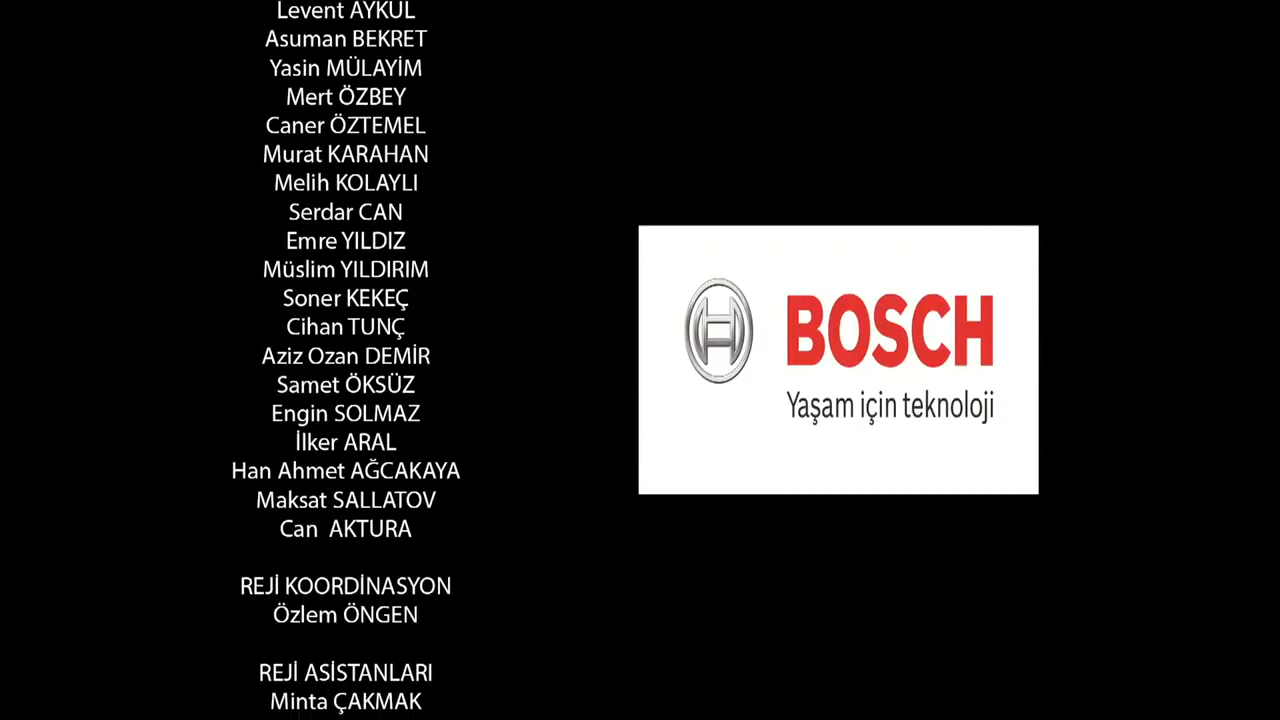 Levent AYKUL
Asuman BEKRET
Yasin MÜLAYİM
Mert ÖZBEY
Caner ÖZTEMEL
Murat KARAHAN
Melih KOLAYLI
Serdar CAN
Emre YILDIZ
Müslim YILDIRIM
Soner KEKEÇ
Cihan TUNÇ
Aziz Ozan DEMİR
Samet ÖKSÜZ
Engin SOLMAZ
İlker ARAL
Han Ahmet AĞCAKAYA
Maksat SALLATOV
Can AKTURA
REJİ KOORDİNASYON
Özlem ÖNGEN
REJİ ASİSTANLARI
Minta ÇAKMAK
BOSCH
Yaşam için teknoloji